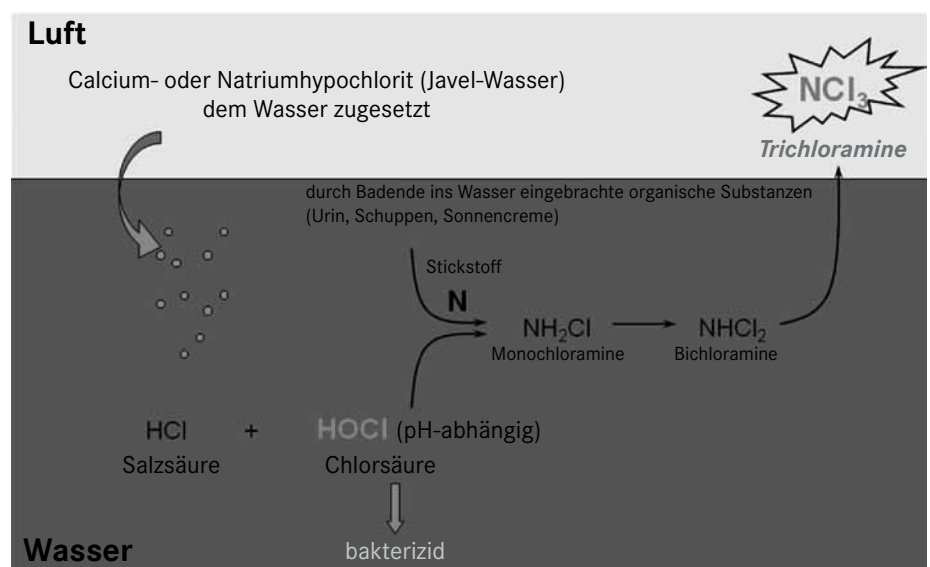 Luft
Calcium- oder Natriumhypochlorit (Javel-Wasser)
dem Wasser zugesetzt
NCl₃
Trichloramine
durch Badende ins Wasser eingebrachte organische Substanzen
(Urin, Schuppen, Sonnencreme)
Stickstoff
N
NH₂Cl
Monochloramine
NHCl₂
Bichloramine
HCl + HOCl (pH-abhängig)
Salzsäure Chlorsäure
Wasser
bakterizid